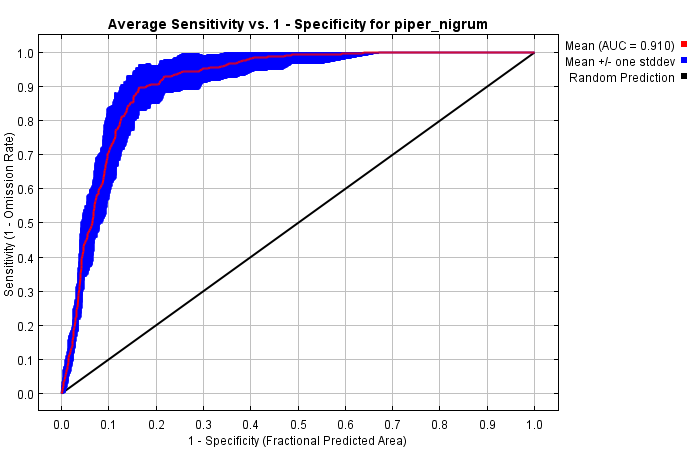 Average Sensitivity vs. 1 - Specificity for piper_nigrum
Mean (AUC = 0.910)
Mean +/- one stddev
Random Prediction
Sensitivity (1 - Omission Rate)
1.0
0.9
0.8
0.7
0.6
0.5
0.4
0.3
0.2
0.1
0.0
0.0 0.1 0.2 0.3 0.4 0.5 0.6 0.7 0.8 0.9 1.0
1 - Specificity (Fractional Predicted Area)